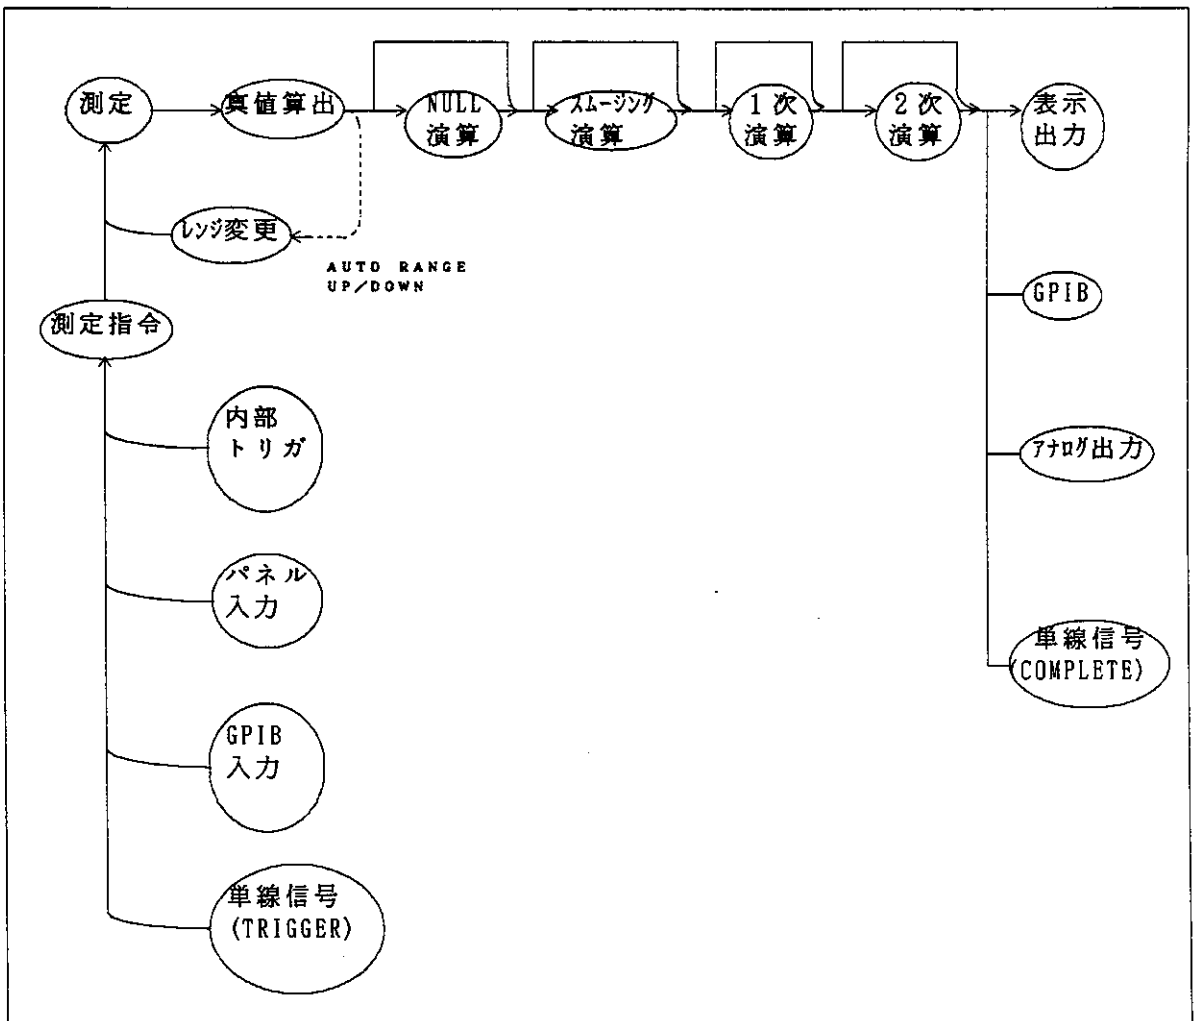 測定
真値算出
NULL
演算
スムージング
演算
1次
演算
2次
演算
表示
出力
レンジ変更
AUTO RANGE
UP/DOWN
測定指令
GPIB
内部
トリガ
アナログ出力
パネル
入力
単線信号
(COMPLETE)
GPIB
入力
単線信号
(TRIGGER)